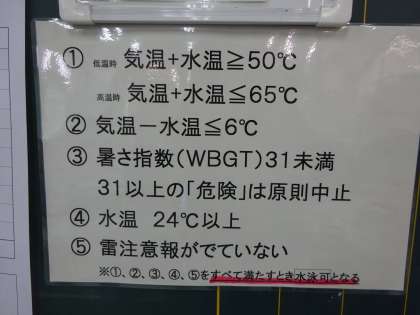 ① 低温時 気温+水温≧50℃
高温時 気温+水温≦65℃
② 気温-水温≦6℃
③ 暑さ指数(WBGT)31未満
31以上の「危険」は原則中止
④ 水温 24℃以上
⑤ 雷注意報がでていない
※①、②、③、④、⑤をすべて満たすとき水泳可となる